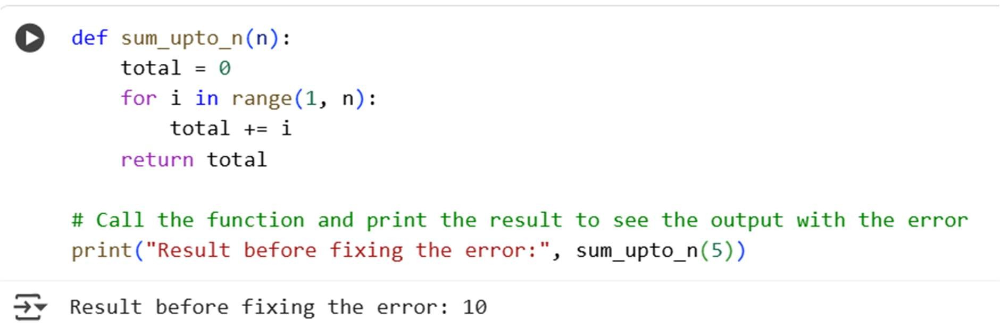 def sum_upto_n(n):
    total = 0
    for i in range(1, n):
        total += i
    return total
# Call the function and print the result to see the output with the error
print("Result before fixing the error:", sum_upto_n(5))
Result before fixing the error: 10